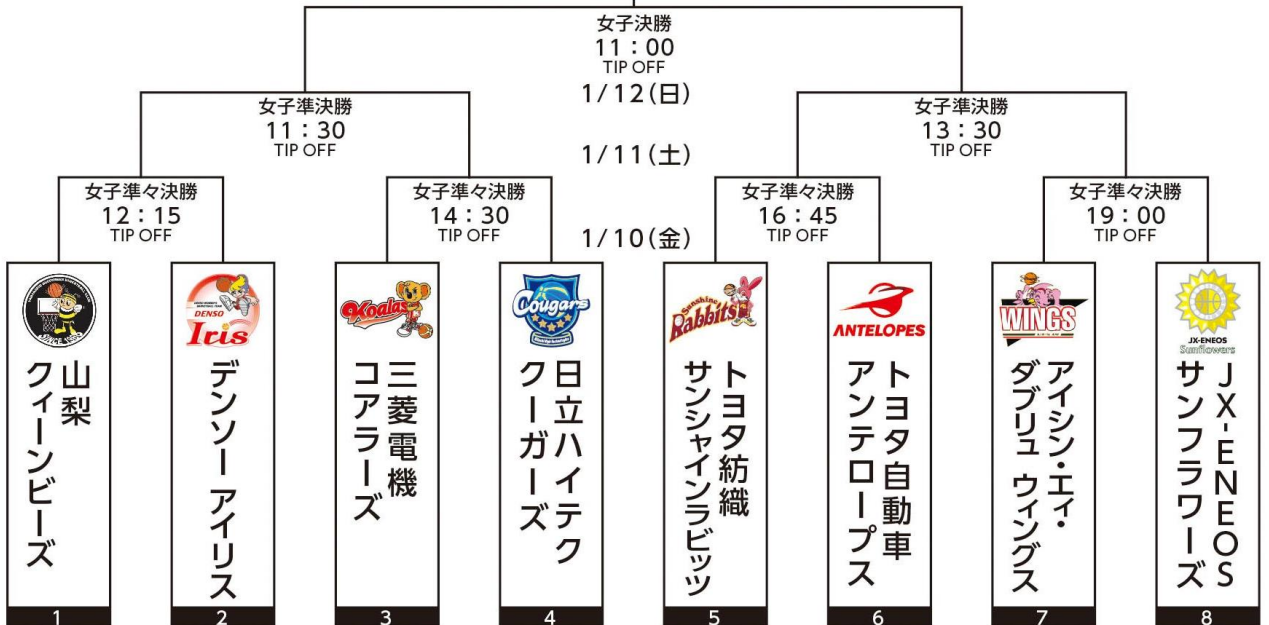 女子決勝
11：00
TIP OFF
1/12(日)
女子準決勝
11：30
TIP OFF
女子準決勝
13：30
TIP OFF
1/11(土)
女子準々決勝
12：15
TIP OFF
女子準々決勝
14：30
TIP OFF
女子準々決勝
16：45
TIP OFF
女子準々決勝
19：00
TIP OFF
1/10(金)
SINCE 1999
山梨
クィーンビーズ
1
DENSO
Iris
デンソー アイリス
2
Koalas
三菱電機
コアラーズ
3
Cougars
日立ハイテク
クーガーズ
4
Sunshine
Rabbits
トヨタ紡織
サンシャインラビッツ
5
ANTELOPES
トヨタ自動車
アンテロープス
6
WINGS
アイシン・エィ・
ダブリュ ウィングス
7
JX-ENEOS
Sunflowers
JX-ENEOS
サンフラワーズ
8